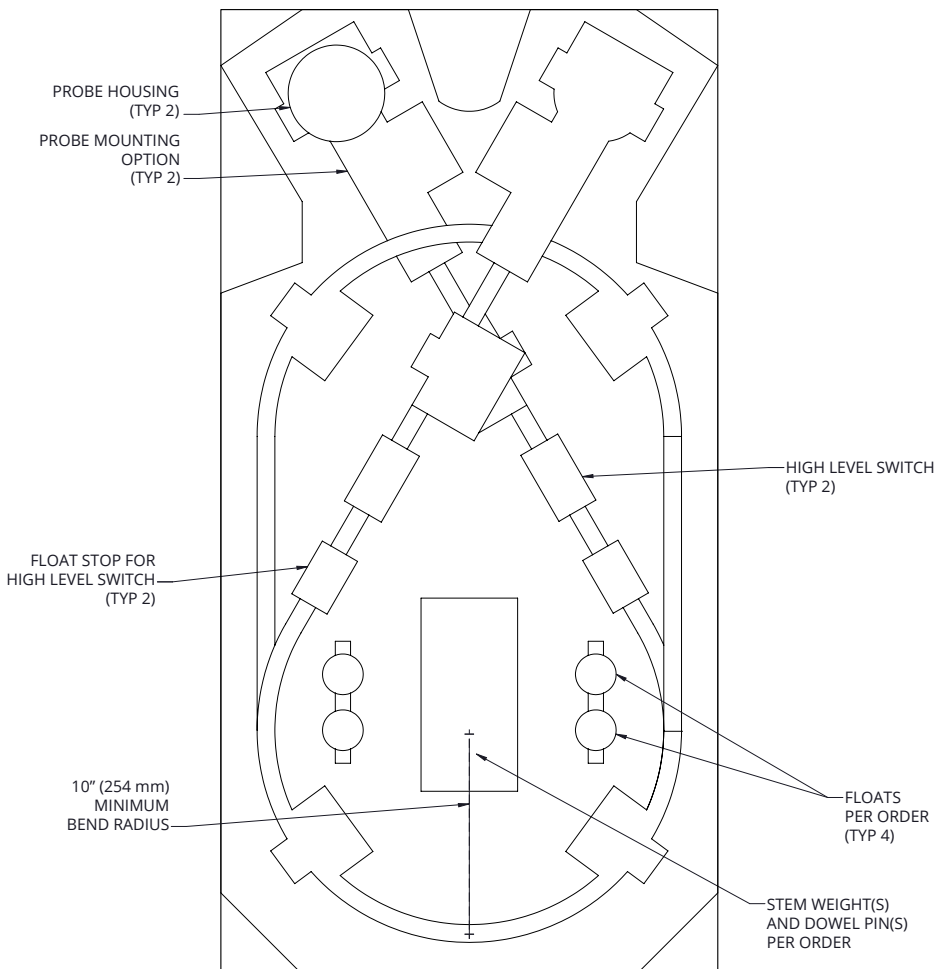 PROBE HOUSING
(TYP 2)
PROBE MOUNTING
OPTION
(TYP 2)
HIGH LEVEL SWITCH
(TYP 2)
FLOAT STOP FOR
HIGH LEVEL SWITCH
(TYP 2)
10” (254 mm)
MINIMUM
BEND RADIUS
FLOATS
PER ORDER
(TYP 4)
STEM WEIGHT(S)
AND DOWEL PIN(S)
PER ORDER